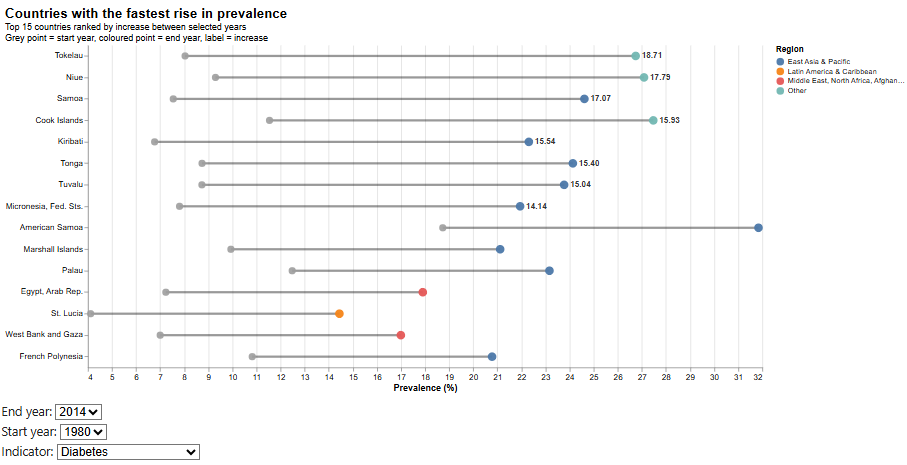 Countries with the fastest rise in prevalence
Top 15 countries ranked by increase between selected years
Grey point = start year, coloured point = end year, label = increase
Region
East Asia & Pacific
Latin America & Caribbean
Middle East, North Africa, Afghan...
Other
Tokelau 18.71
Niue 17.79
Samoa 17.07
Cook Islands 15.93
Kiribati 15.54
Tonga 15.40
Tuvalu 15.04
Micronesia, Fed. Sts. 14.14
American Samoa
Marshall Islands
Palau
Egypt, Arab Rep.
St. Lucia
West Bank and Gaza
French Polynesia
4 5 6 7 8 9 10 11 12 13 14 15 16 17 18 19 20 21 22 23 24 25 26 27 28 29 30 31 32
Prevalence (%)
End year: 2014
Start year: 1980
Indicator: Diabetes